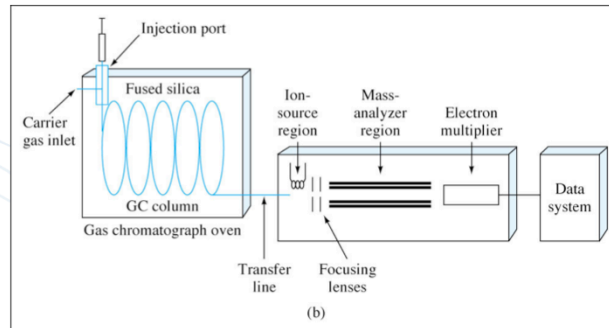 Injection port
Fused silica
Carrier
gas inlet
GC column
Gas chromatograph oven
Transfer
line
Ion-
source
region
Mass-
analyzer
region
Electron
multiplier
Focusing
lenses
Data
system
(b)